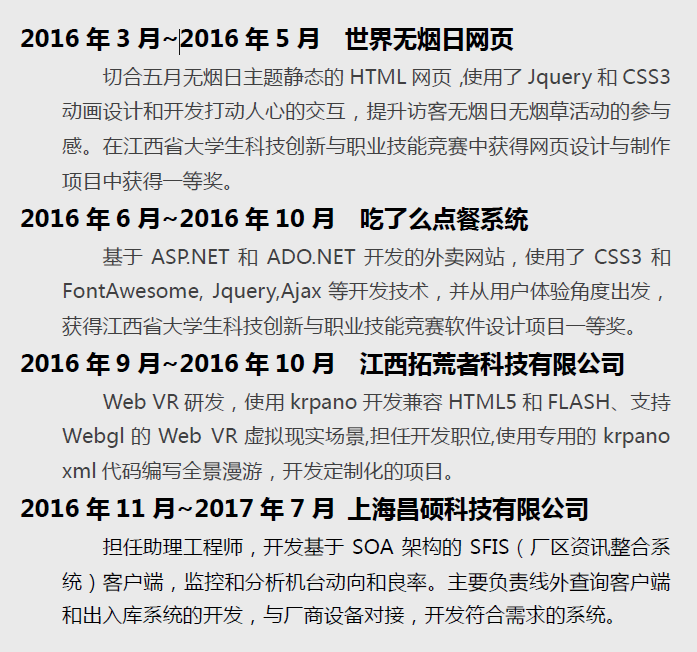 2016 年 3 月~2016 年 5 月 世界无烟日网页
切合五月无烟日主题静态的 HTML 网页 ,使用了 Jquery 和 CSS3
动画设计和开发打动人心的交互，提升访客无烟日无烟草活动的参与
感。在江西省大学生科技创新与职业技能竞赛中获得网页设计与制作
项目中获得一等奖。
2016 年 6 月~2016 年 10 月 吃了么点餐系统
基于 ASP.NET 和 ADO.NET 开发的外卖网站，使用了 CSS3 和
FontAwesome, Jquery,Ajax 等开发技术，并从用户体验角度出发，
获得江西省大学生科技创新与职业技能竞赛软件设计项目一等奖。
2016 年 9 月~2016 年 10 月 江西拓荒者科技有限公司
Web VR 研发，使用 krpano 开发兼容 HTML5 和 FLASH、支持
Webgl 的 Web VR 虚拟现实场景,担任开发职位,使用专用的 krpano
xml 代码编写全景漫游，开发定制化的项目。
2016 年 11 月~2017 年 7 月 上海昌硕科技有限公司
担任助理工程师，开发基于 SOA 架构的 SFIS（厂区资讯整合系
统）客户端，监控和分析机台动向和良率。主要负责线外查询客户端
和出入库系统的开发，与厂商设备对接，开发符合需求的系统。